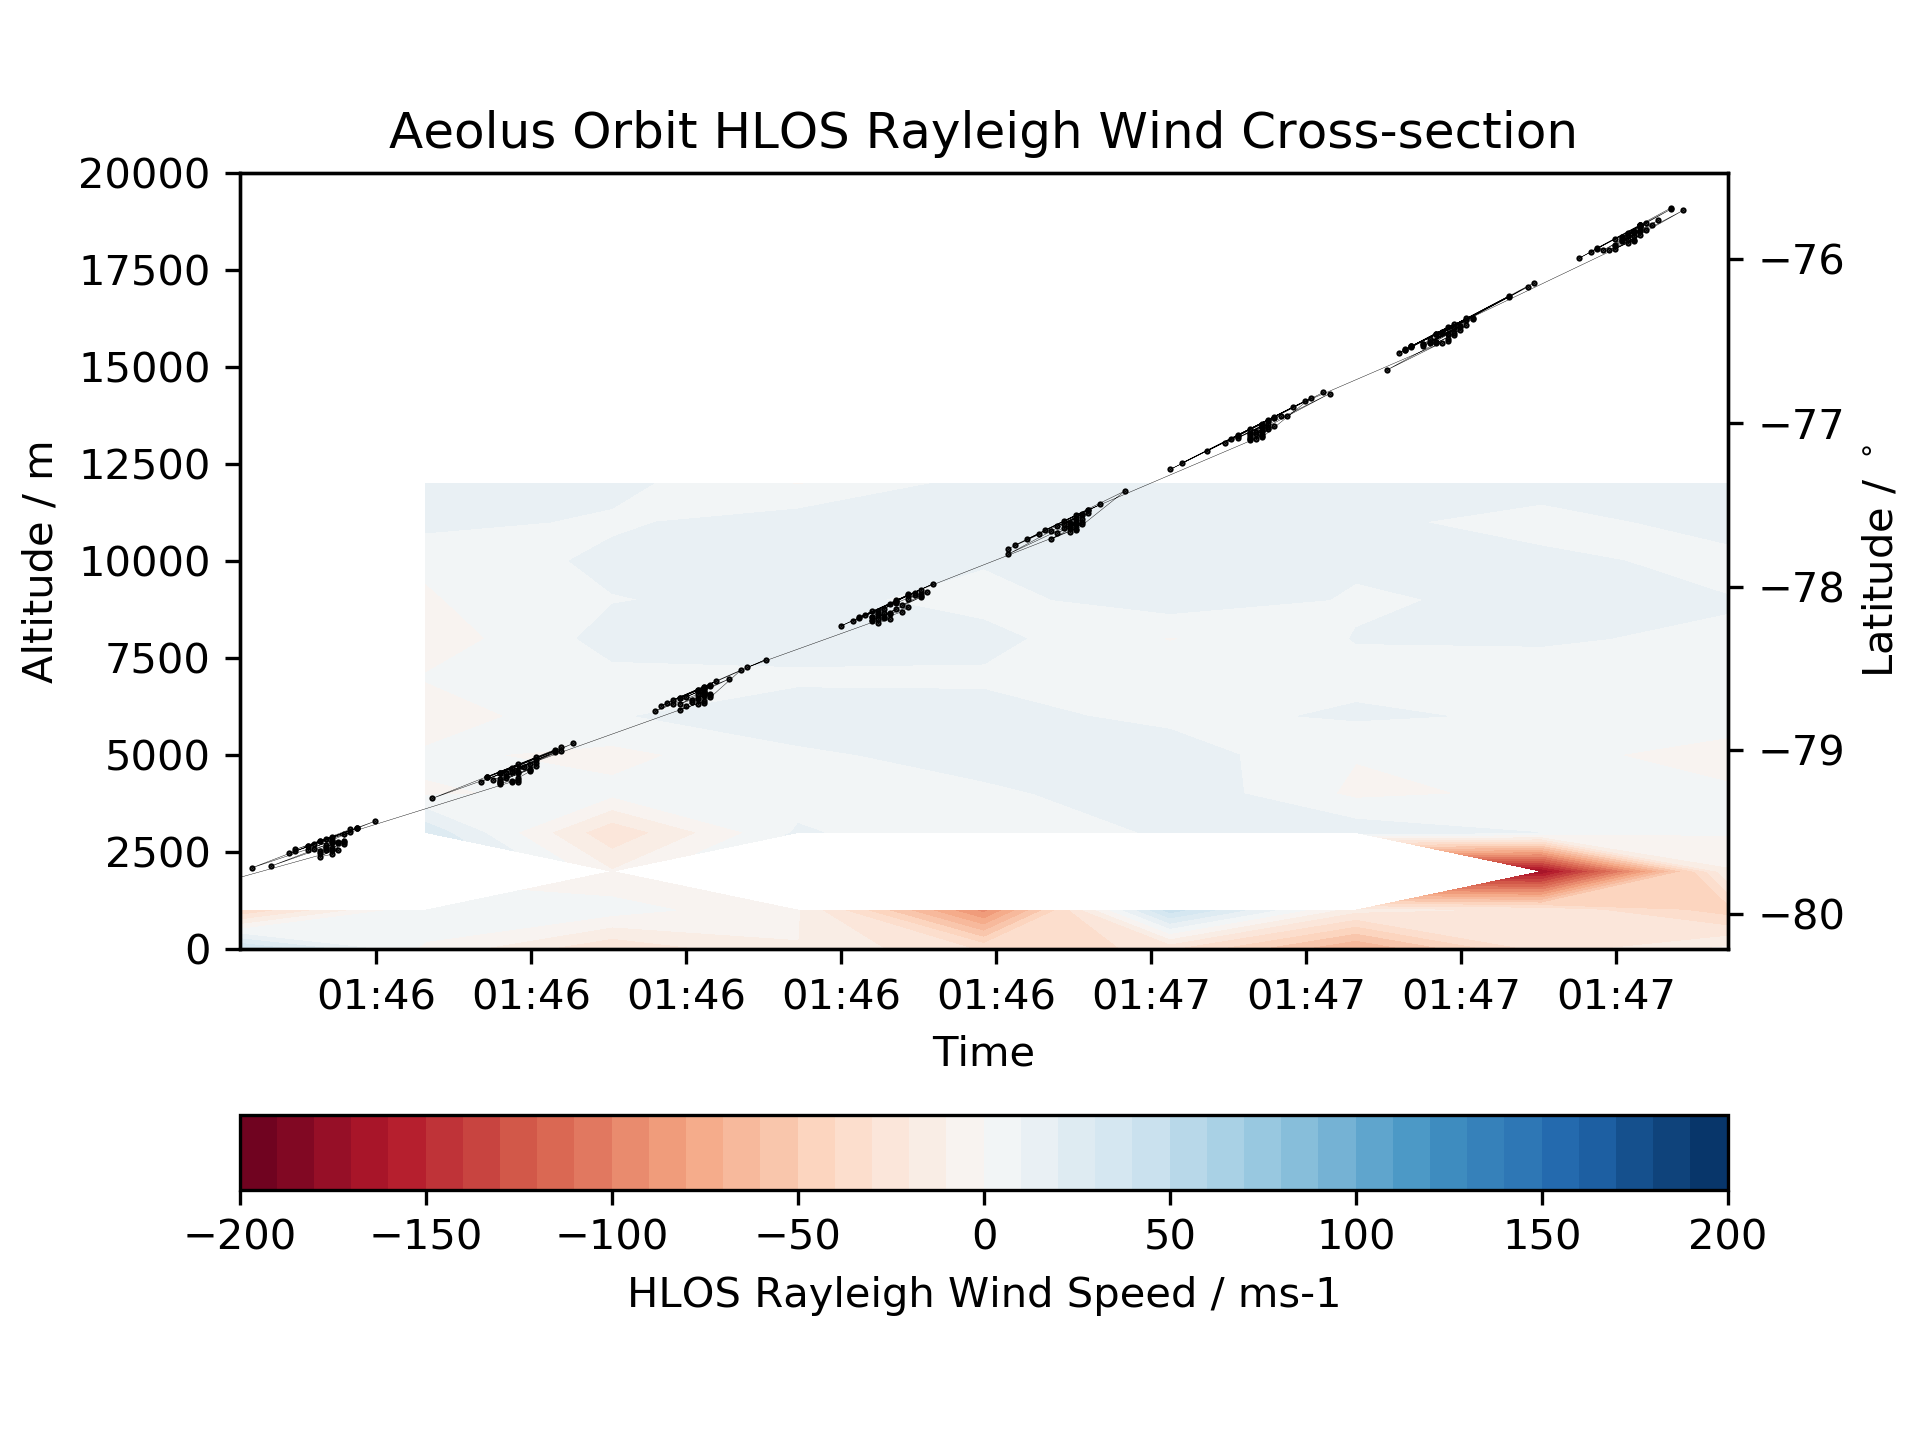 Aeolus Orbit HLOS Rayleigh Wind Cross-section
20000
17500
15000
12500
10000
7500
5000
2500
0
Altitude / m
−76
−77
−78
−79
−80
Latitude / °
01:46 01:46 01:46 01:46 01:46 01:47 01:47 01:47 01:47
Time
−200 −150 −100 −50 0 50 100 150 200
HLOS Rayleigh Wind Speed / ms-1